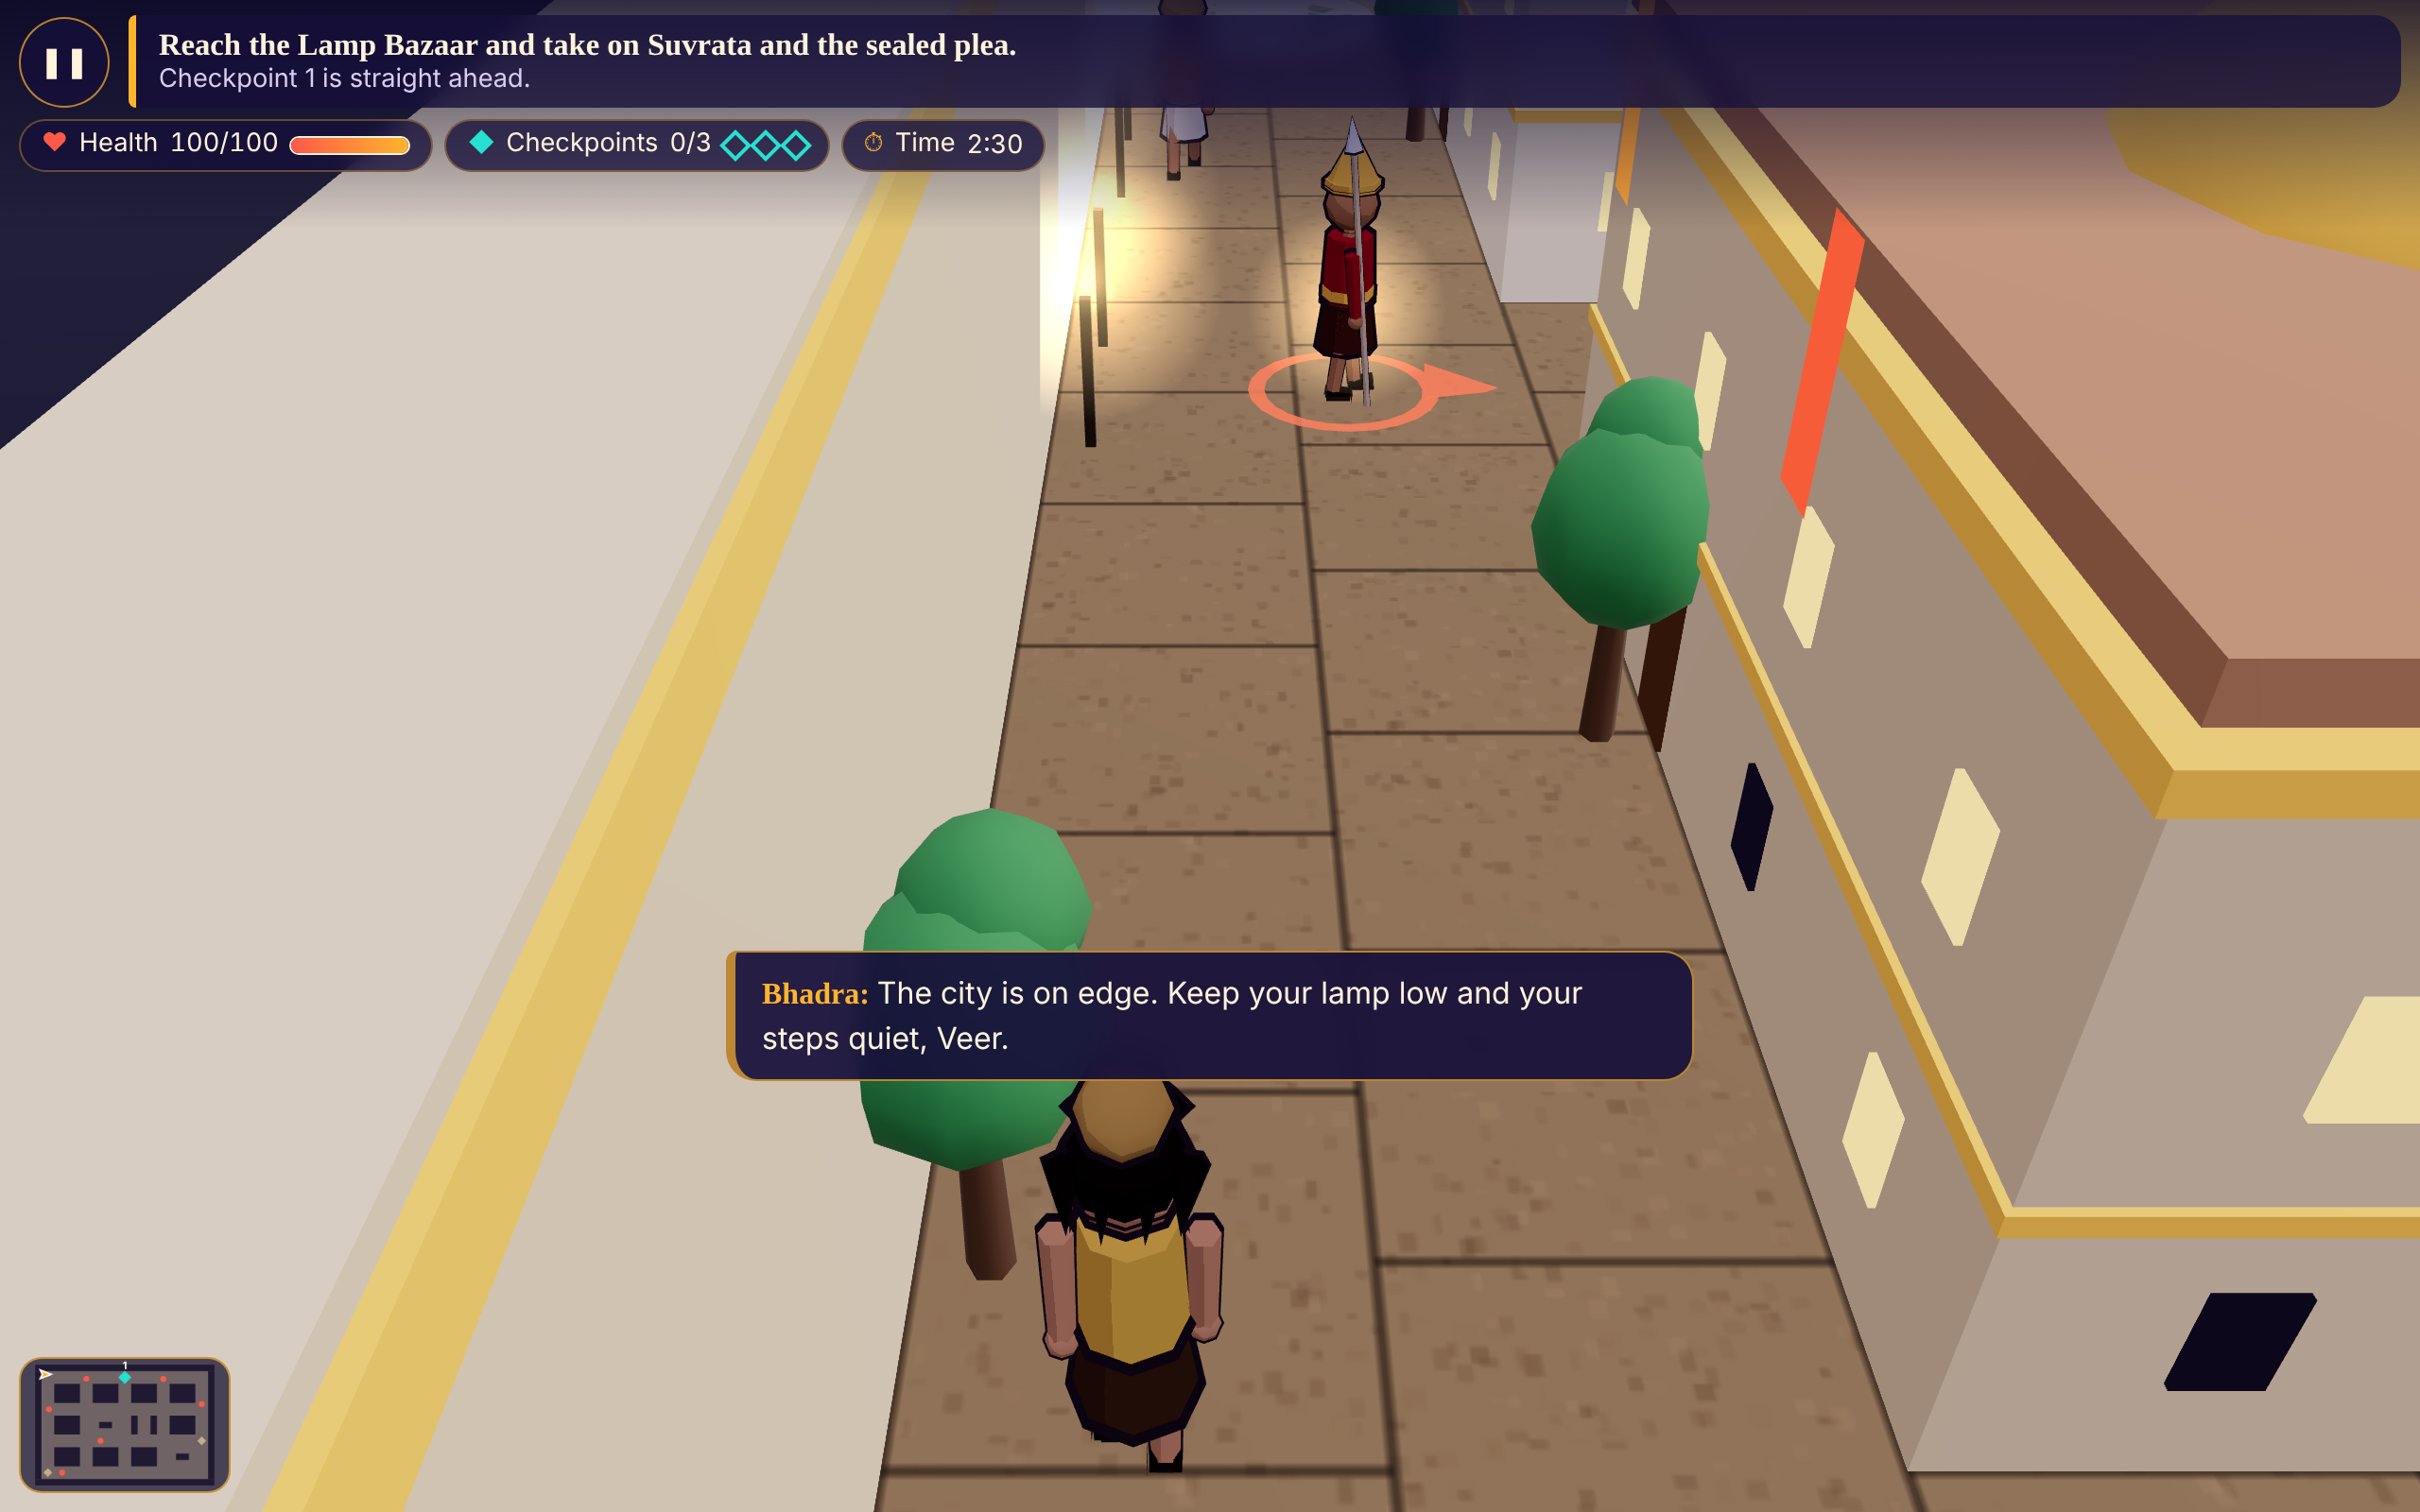 Reach the Lamp Bazaar and take on Suvrata and the sealed plea.
Checkpoint 1 is straight ahead.
Health 100/100
Checkpoints 0/3
Time 2:30
Bhadra: The city is on edge. Keep your lamp low and your
steps quiet, Veer.
1